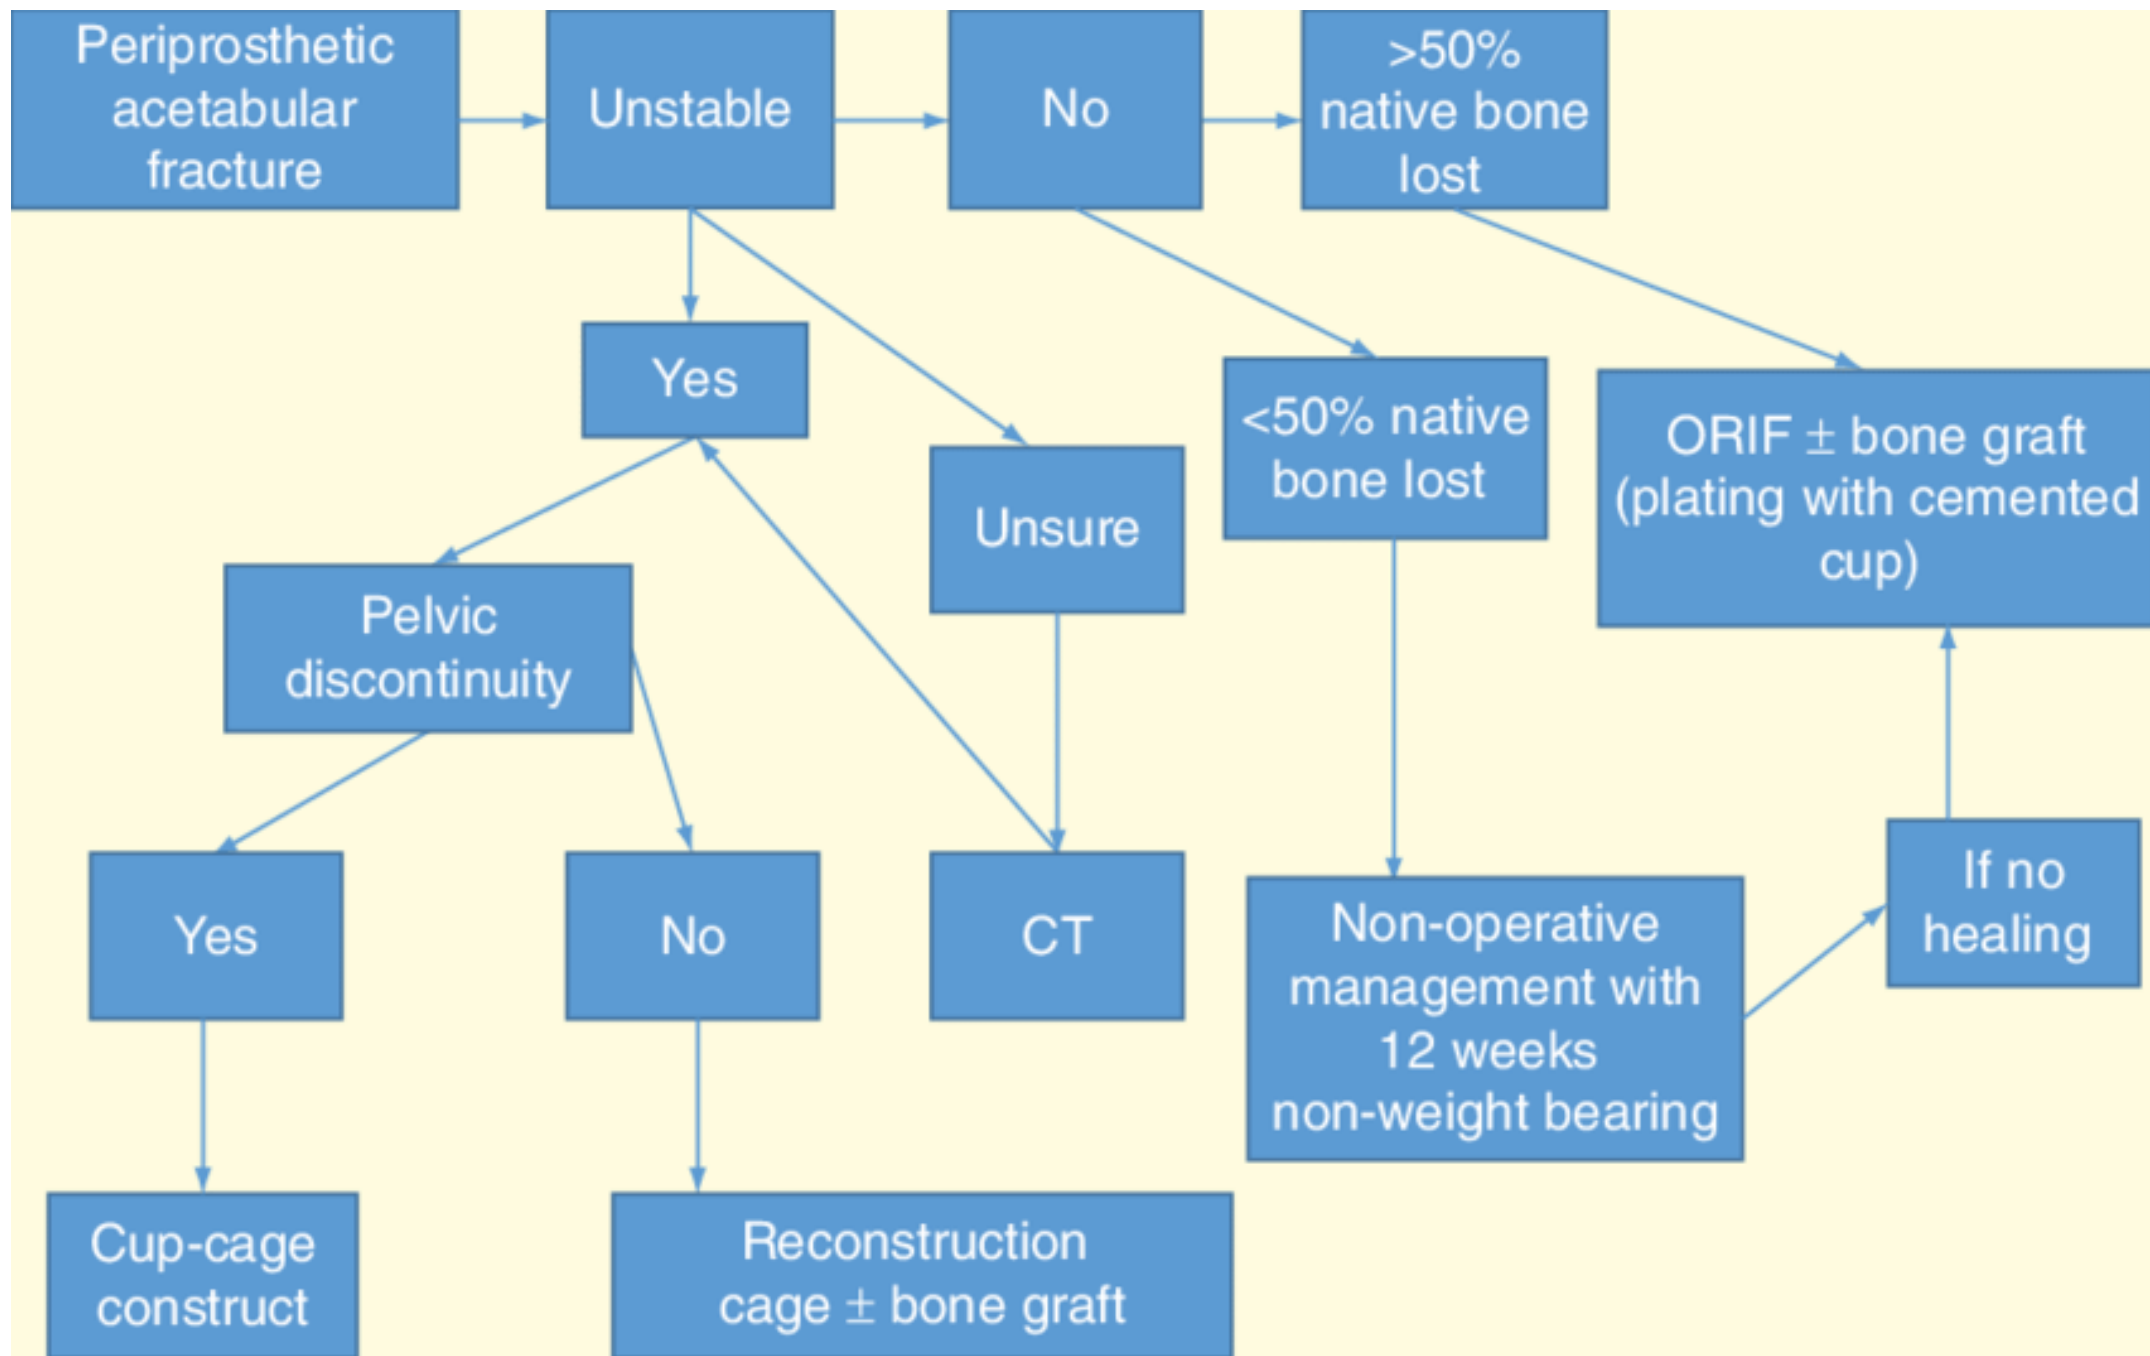 Periprosthetic
acetabular
fracture
Unstable
No
>50%
native bone
lost
Yes
<50% native
bone lost
ORIF ± bone graft
(plating with cemented
cup)
Unsure
Pelvic
discontinuity
Yes
No
CT
Non-operative
management with
12 weeks
non-weight bearing
If no
healing
Cup-cage
construct
Reconstruction
cage ± bone graft